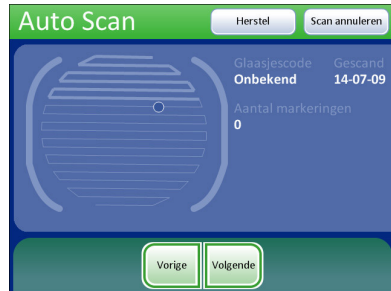 Auto Scan
Herstel
Scan annuleren
Glaasjescode Gescand
Onbekend 14-07-09
Aantal markeringen
0
Vorige
Volgende